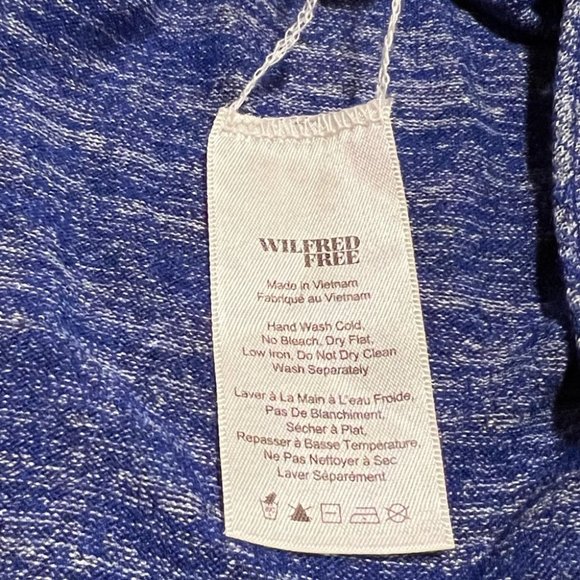 WILFRED
FREE
Made in Vietnam
Fabriqué au Vietnam
Hand Wash Cold,
No Bleach, Dry Flat,
Low Iron, Do Not Dry Clean
Wash Separately
Laver à La Main à L'eau Froide,
Pas De Blanchiment,
Sécher à Plat,
Repasser à Basse Température,
Ne Pas Nettoyer à Sec
Laver Séparément